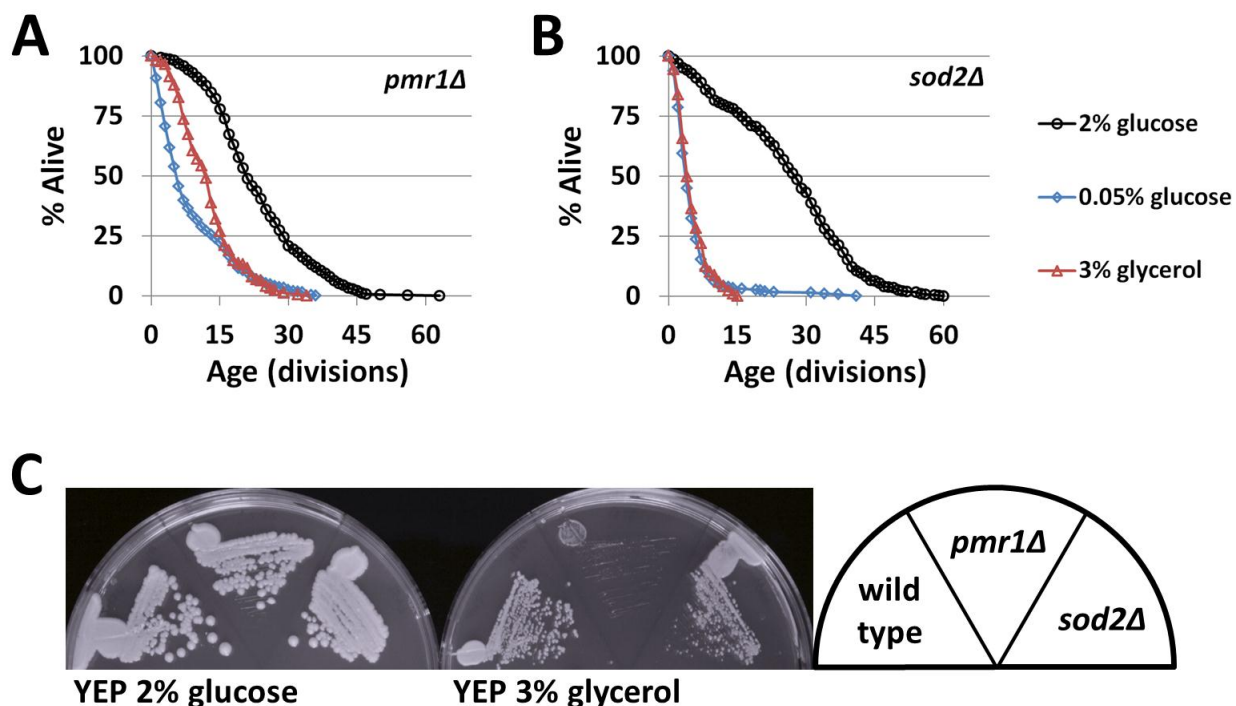 A
100
75
50
25
0
% Alive
pmr1Δ
0 15 30 45 60
Age (divisions)
B
100
75
50
25
0
% Alive
sod2Δ
0 15 30 45 60
Age (divisions)
2% glucose
0.05% glucose
3% glycerol
C
YEP 2% glucose
YEP 3% glycerol
wild
type
pmr1Δ
sod2Δ